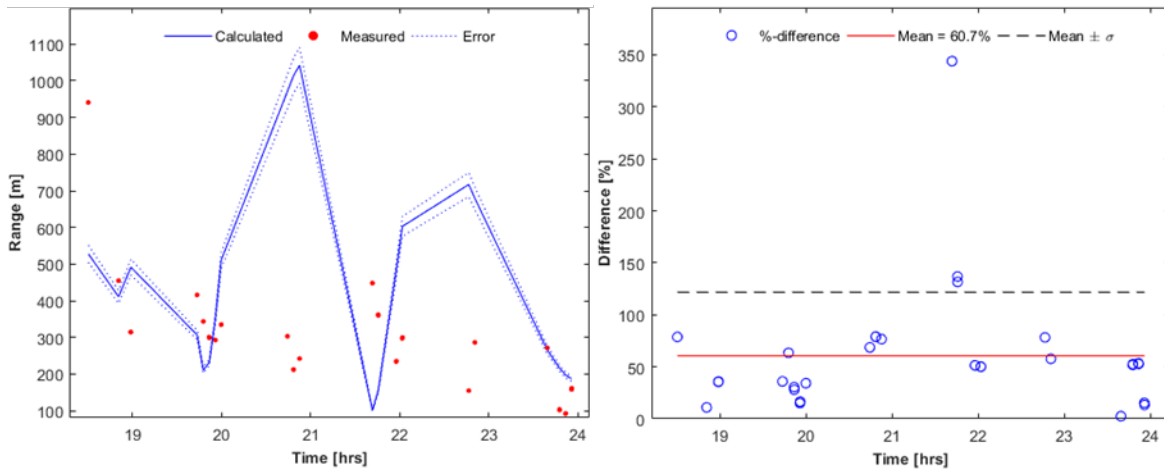 Calculated Measured Error
1100
1000
900
800
700
600
500
400
300
200
100
Range [m]
19 20 21 22 23 24
Time [hrs]
%-difference Mean = 60.7% Mean ± σ
350
300
250
200
150
100
50
0
Difference [%]
19 20 21 22 23 24
Time [hrs]